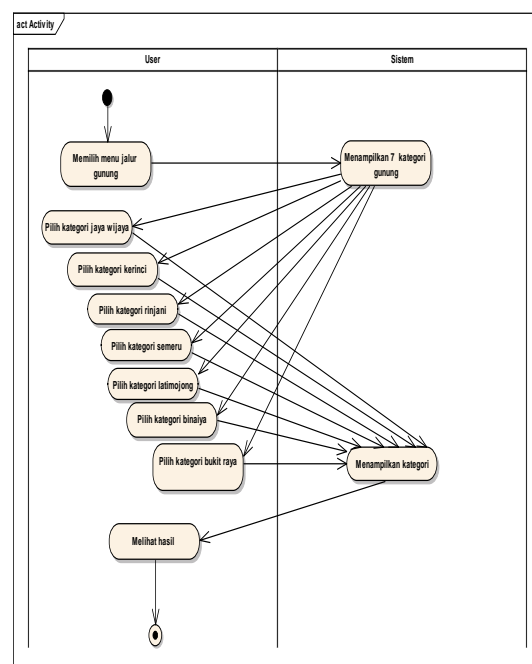 act Activity
User
Sistem
Memilih menu jalur
gunung
Menampilkan 7 kategori
gunung
Pilih kategori jaya wijaya
Pilih kategori kerinci
Pilih kategori rinjani
Pilih kategori semeru
Pilih kategori latimojong
Pilih kategori binaiya
Pilih kategori bukit raya
Menampilkan kategori
Melihat hasil